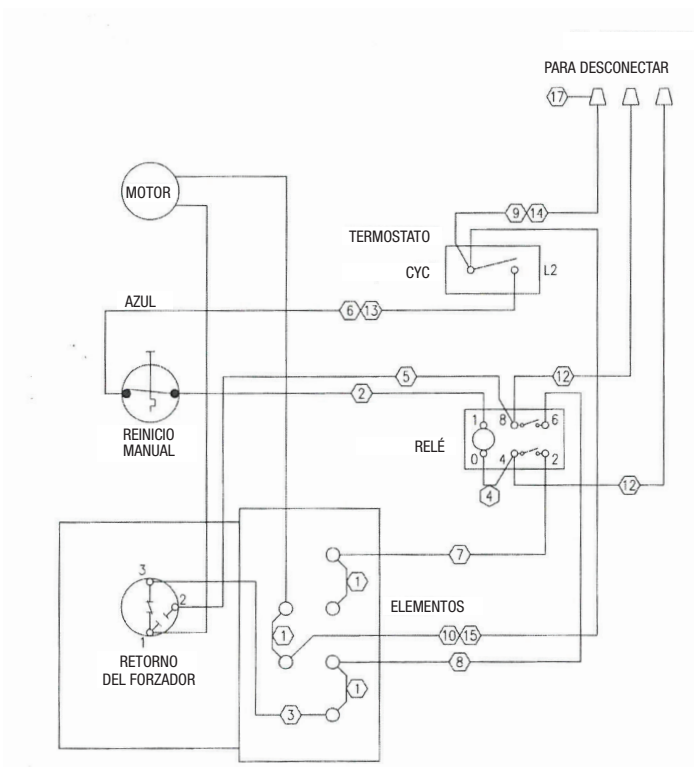 PARA DESCONECTAR
17
MOTOR
9 14
TERMOSTATO
CYC
L2
AZUL
6 13
5
12
2
1 8 6
REINICIO
MANUAL
RELÉ
0 4 2
4
12
7
3
1
2
ELEMENTOS
1
10 15
1
RETORNO
DEL FORZADOR
8
1
3